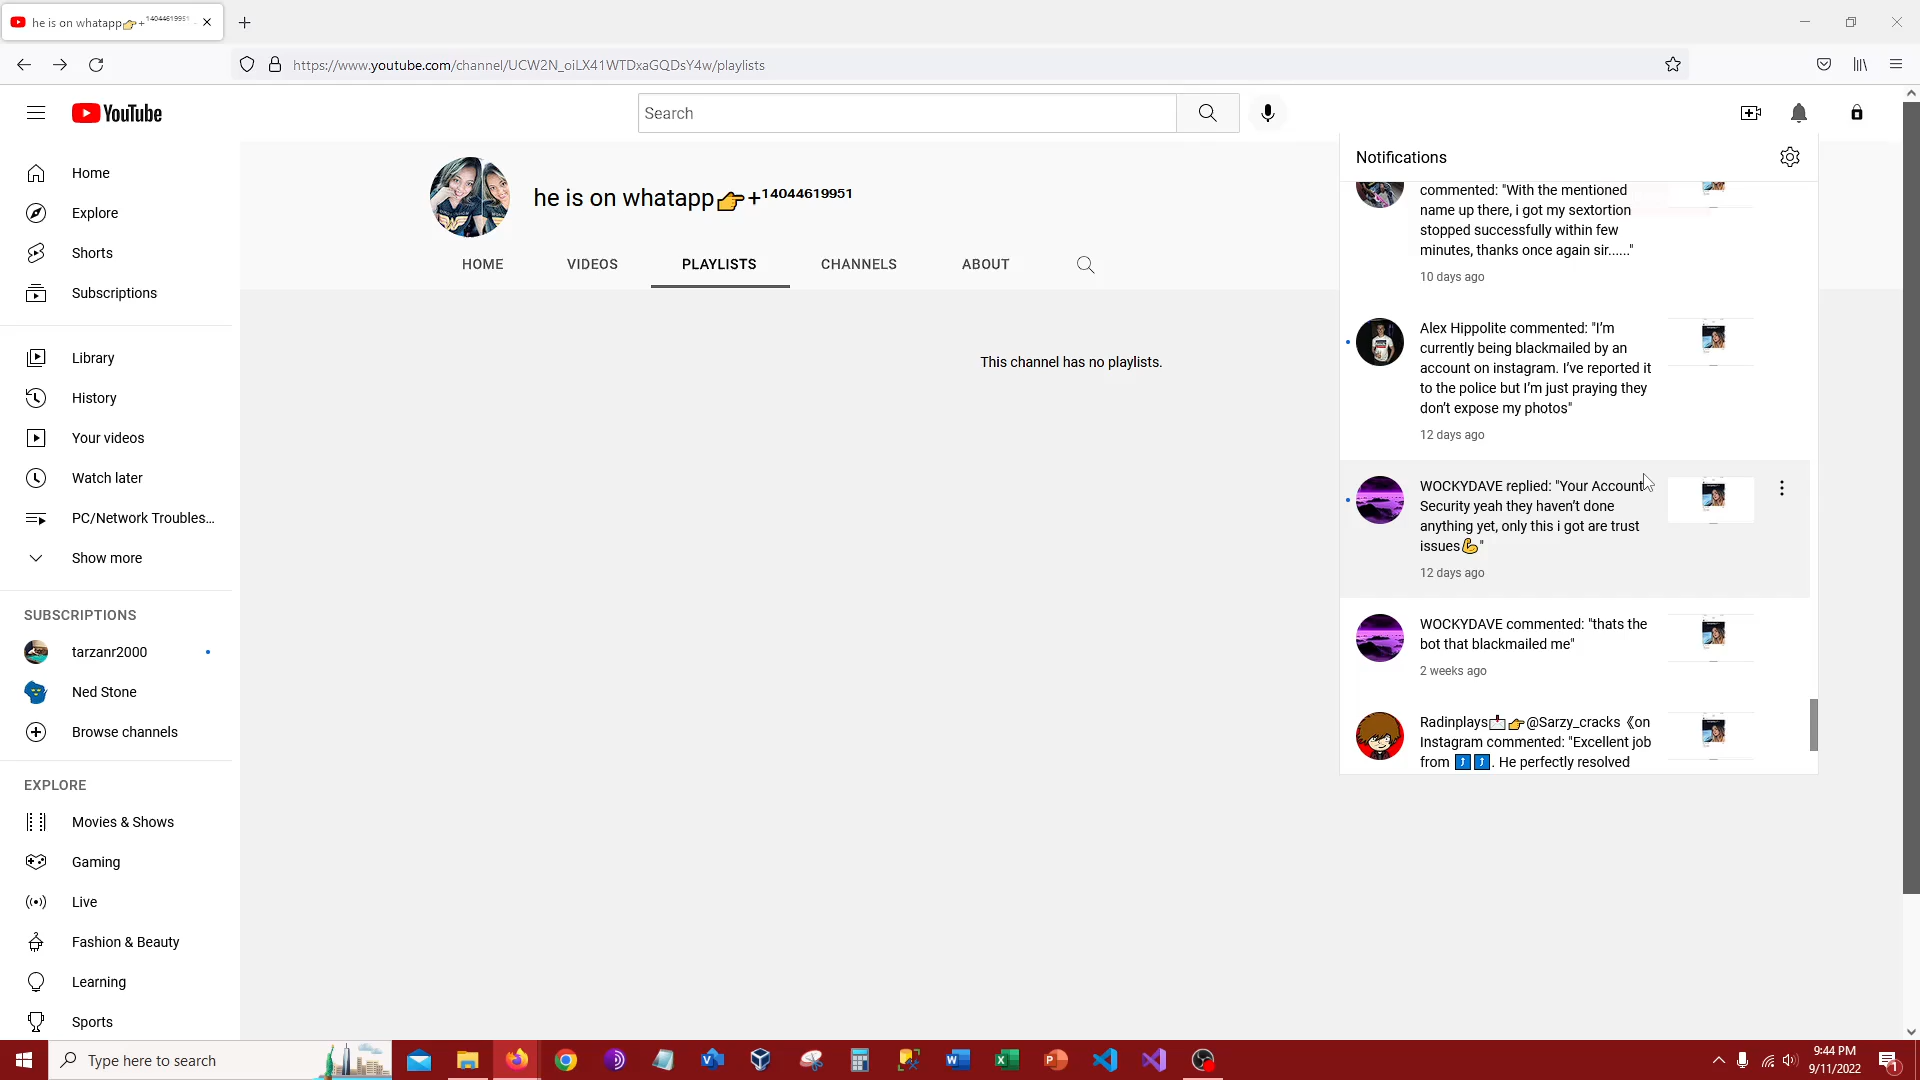 he is on whatapp👉+¹⁴⁰⁴⁴⁶¹⁹⁹⁵¹
https://www.youtube.com/channel/UCW2N_oiLX41WTDxaGQDsY4w/playlists
YouTube
Search
Home
Explore
Shorts
Subscriptions
Library
History
Your videos
Watch later
PC/Network Troubles...
Show more
SUBSCRIPTIONS
tarzanr2000
Ned Stone
Browse channels
EXPLORE
Movies & Shows
Gaming
Live
Fashion & Beauty
Learning
Sports
he is on whatapp👉+¹⁴⁰⁴⁴⁶¹⁹⁹⁵¹
HOME
VIDEOS
PLAYLISTS
CHANNELS
ABOUT
This channel has no playlists.
Notifications
commented: "With the mentioned
name up there, i got my sextortion
stopped successfully within few
minutes, thanks once again sir......"
10 days ago
Alex Hippolite commented: "I’m
currently being blackmailed by an
account on instagram. I’ve reported it
to the police but I’m just praying they
don’t expose my photos"
12 days ago
WOCKYDAVE replied: "Your Account
Security yeah they haven’t done
anything yet, only this i got are trust
issues💪"
12 days ago
WOCKYDAVE commented: "thats the
bot that blackmailed me"
2 weeks ago
Radinplays📩👉@Sarzy_cracks《on
Instagram commented: "Excellent job
from ⤴️⤴️. He perfectly resolved
Type here to search
9:44 PM
9/11/2022
1